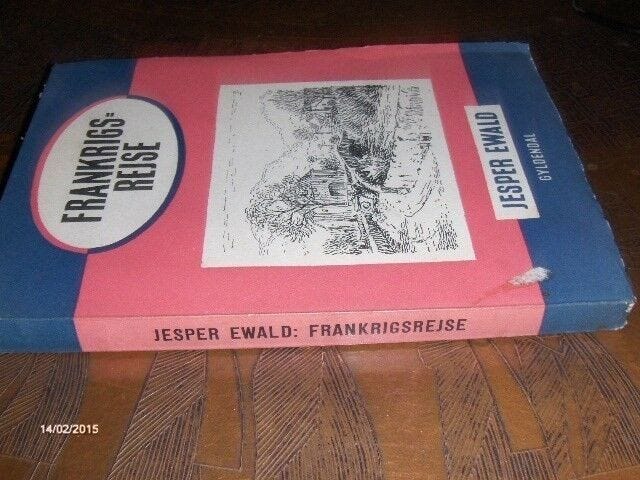 FRANKRIGS=
REJSE
JESPER EWALD
GYLDENDAL
JESPER EWALD: FRANKRIGSREJSE
14/02/2015